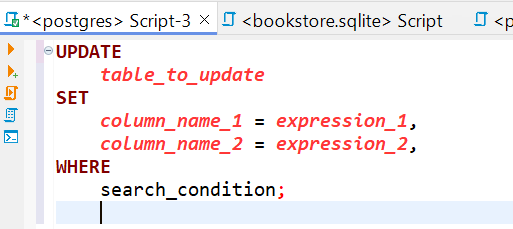 *<postgres> Script-3
<bookstore.sqlite> Script
<p
UPDATE
table_to_update
SET
column_name_1 = expression_1,
column_name_2 = expression_2,
WHERE
search_condition;